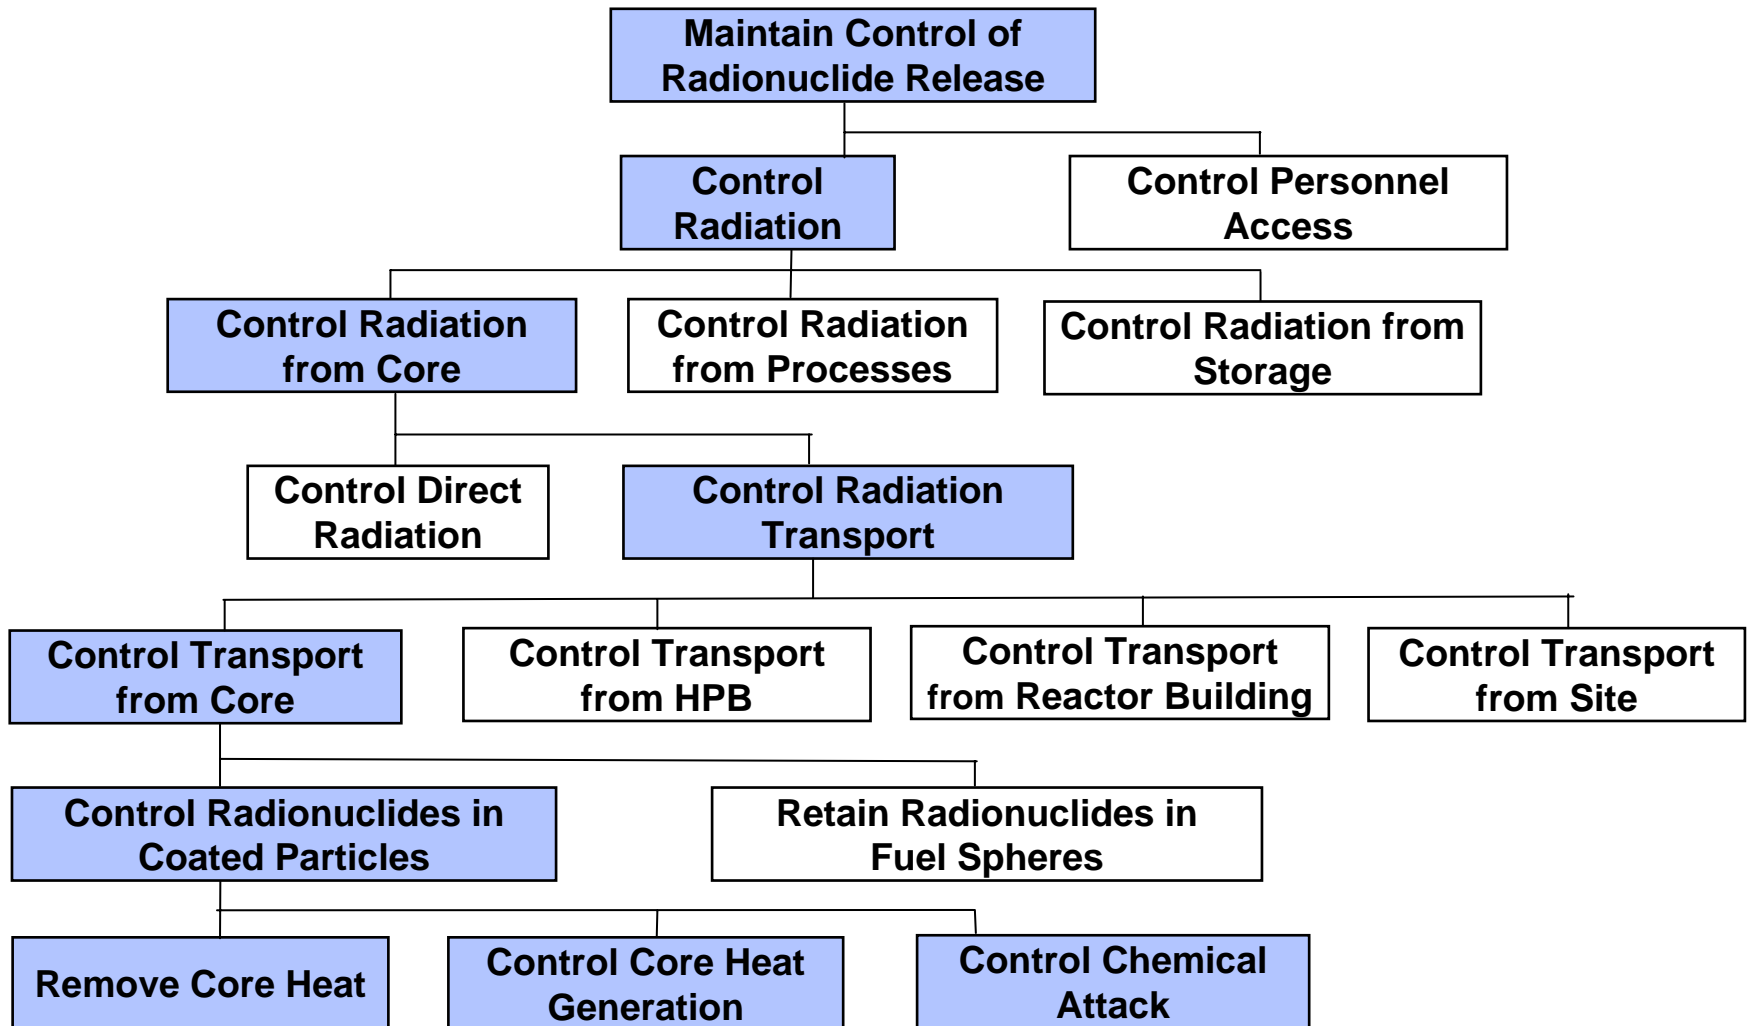 Maintain Control of
Radionuclide Release
Control
Radiation
Control Personnel
Access
Control Radiation
from Core
Control Radiation
from Processes
Control Radiation from
Storage
Control Direct
Radiation
Control Radiation
Transport
Control Transport
from Core
Control Transport
from HPB
Control Transport
from Reactor Building
Control Transport
from Site
Control Radionuclides in
Coated Particles
Retain Radionuclides in
Fuel Spheres
Remove Core Heat
Control Core Heat
Generation
Control Chemical
Attack